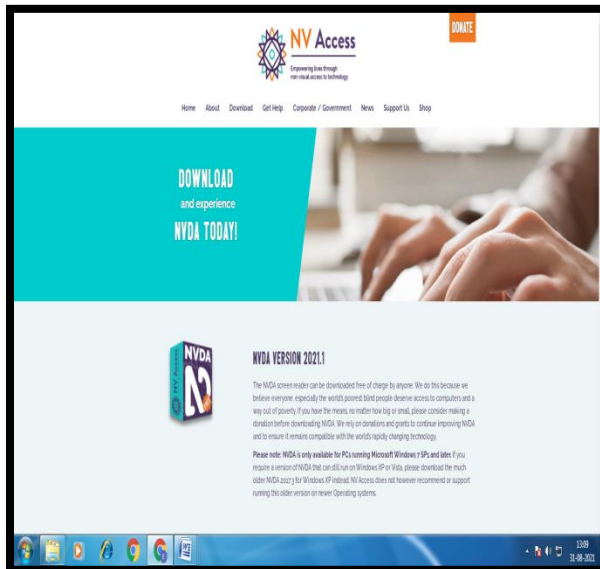 DONATE
NV Access
Empowering lives through
non-visual access to technology
Home About Download Get Help Corporate / Government News Support Us Shop
DOWNLOAD
and experience
NVDA TODAY!
NVDA
NV Access
NVDA VERSION 2021.1
The NVDA screen reader can be downloaded free of charge by anyone. We do this because we
believe everyone, especially the world's poorest blind people deserve access to computers and a
way out of poverty. If you have the means, no matter how big or small, please consider making a
donation before downloading NVDA. We rely on donations and grants to continue improving NVDA
and to ensure it remains compatible with the world's rapidly changing technology.
Please note: NVDA is only available for PCs running Microsoft Windows 7 SP1 and later. If you
require a version of NVDA that can still run on Windows XP or Vista, please download the much
older NVDA 2017.3 for Windows XP instead. NV Access does not however recommend or support
running this older version on newer Operating systems.
13:09
31-08-2021